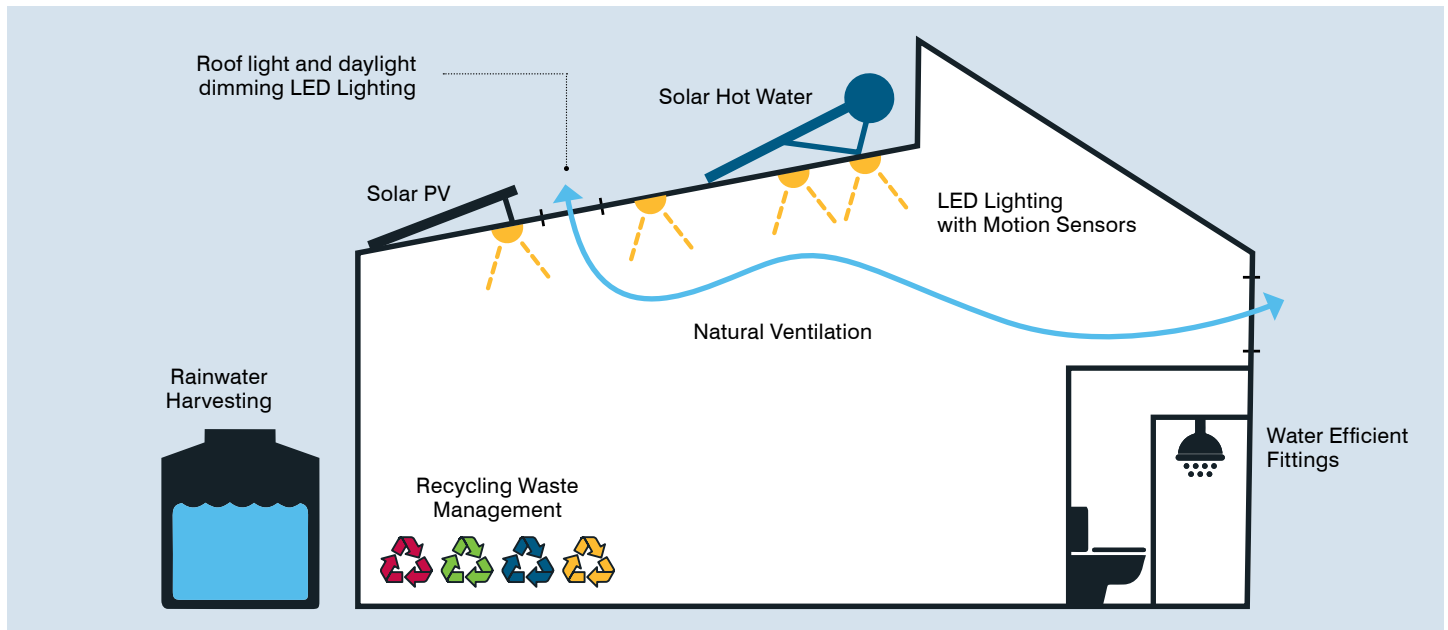 Roof light and daylight
dimming LED Lighting
Solar Hot Water
Solar PV
LED Lighting
with Motion Sensors
Natural Ventilation
Rainwater
Harvesting
Water Efficient
Fittings
Recycling Waste
Management